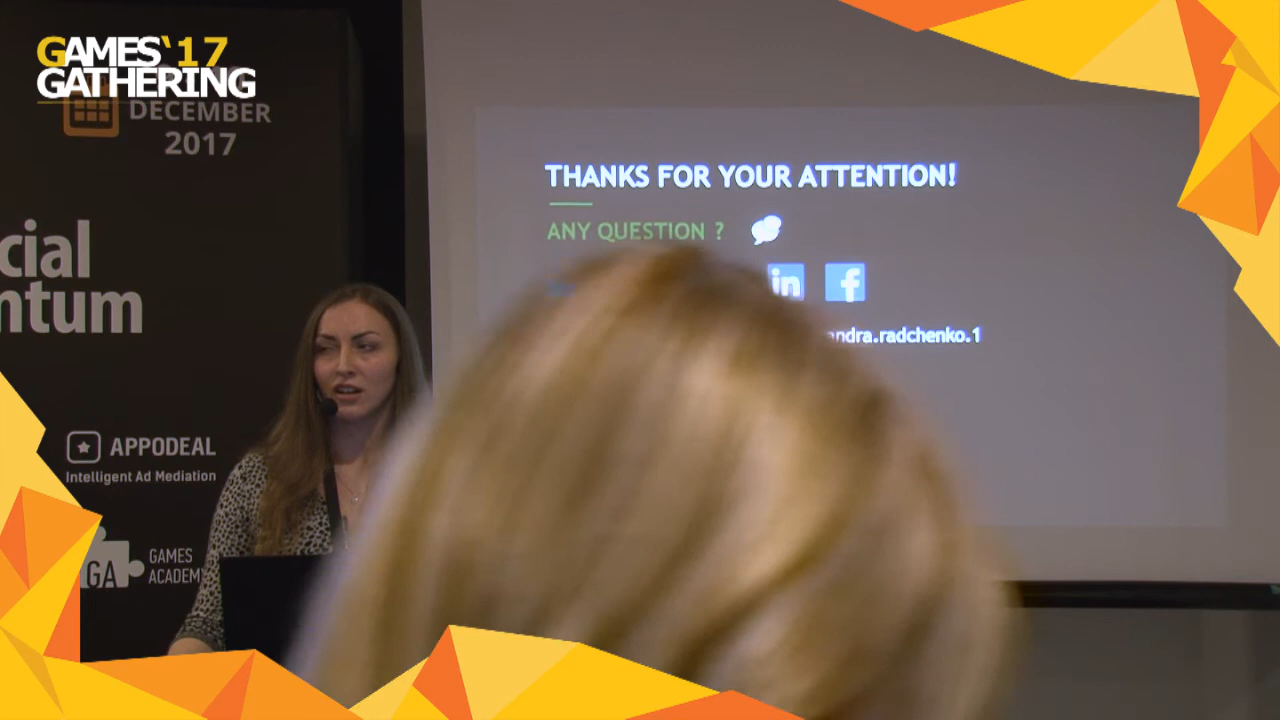 GAMES'17
GATHERING
DECEMBER
2017
cial
ntum
APPODEAL
Intelligent Ad Mediation
GA
GAMES
ACADEMY
THANKS FOR YOUR ATTENTION!
ANY QUESTION ?
in
f
andra.radchenko.1